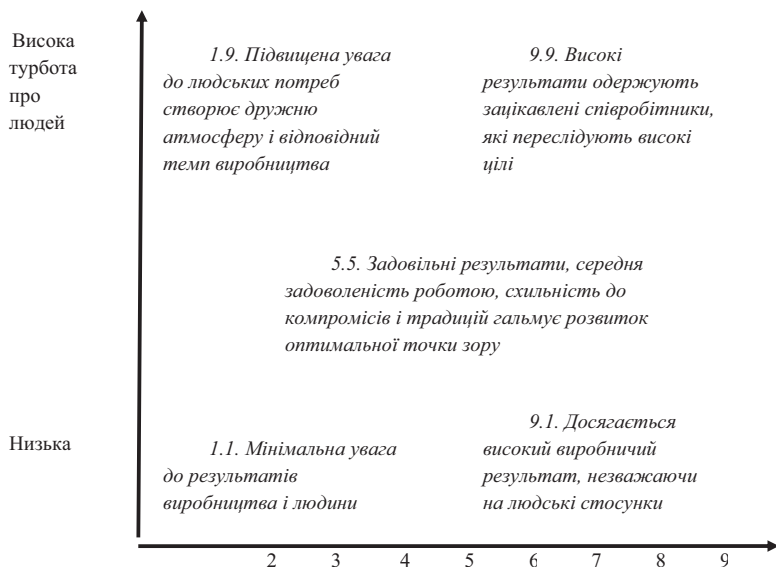 Висока
турбота
про
людей
1.9. Підвищена увага
до людських потреб
створює дружню
атмосферу і відповідний
темп виробництва
9.9. Високі
результати одержують
зацікавлені співробітники,
які переслідують високі
цілі
5.5. Задовільні результати, середня
задоволеність роботою, схильність до
компромісів і традицій гальмує розвиток
оптимальної точки зору
Низька
1.1. Мінімальна увага
до результатів
виробництва і людини
9.1. Досягається
високий виробничий
результат, незважаючи
на людські стосунки
2 3 4 5 6 7 8 9